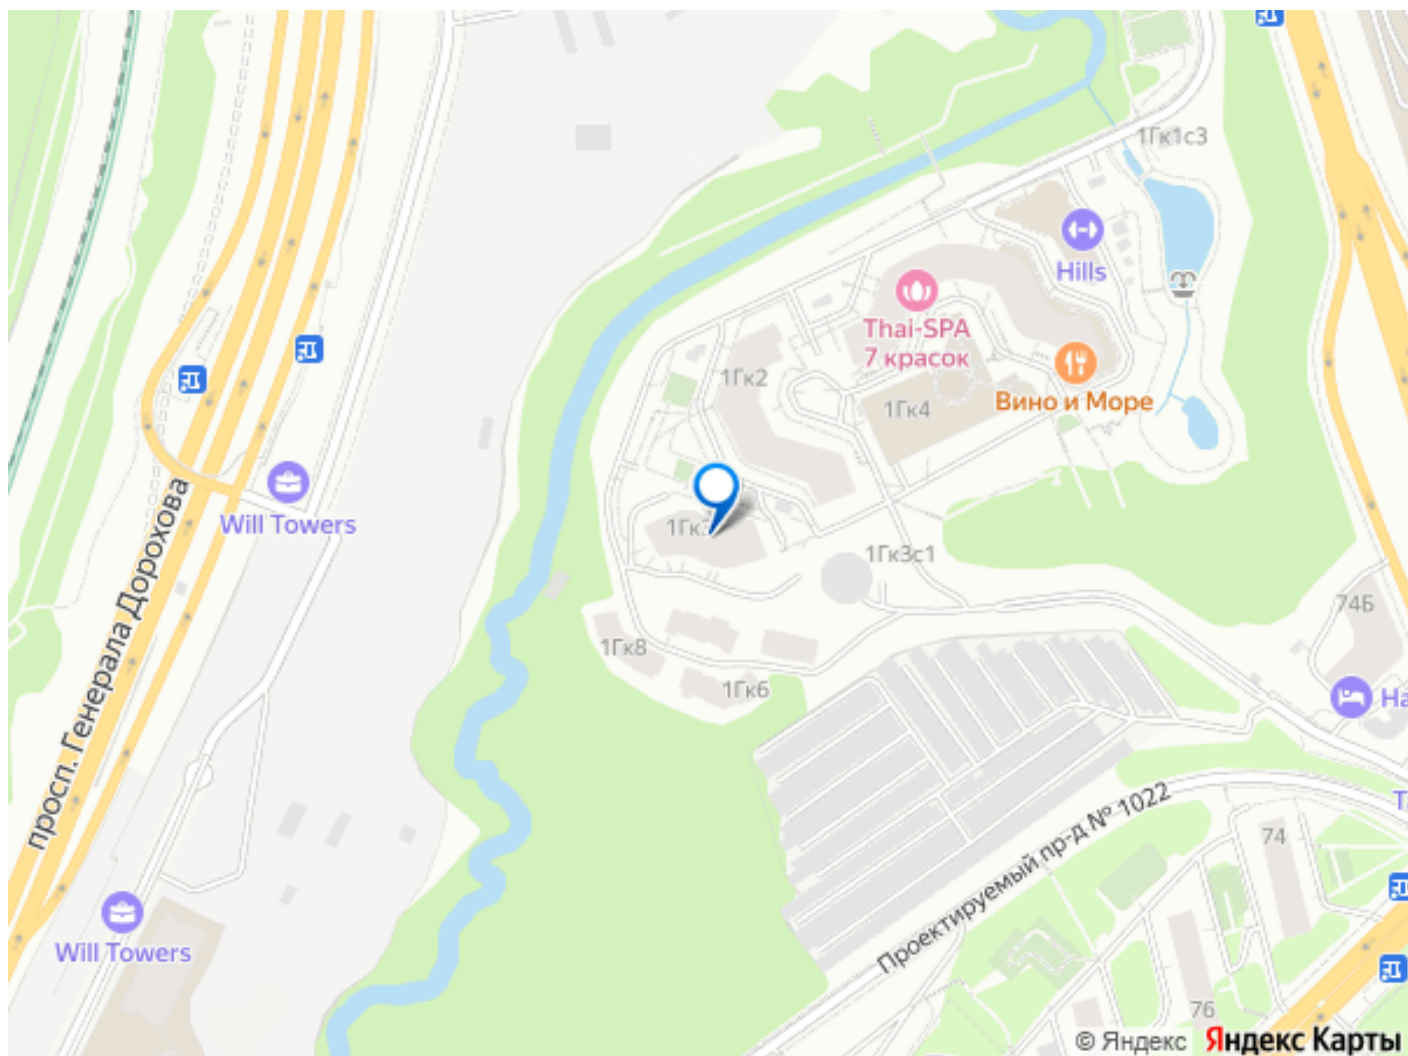 1Гк1с3
Hills
Thai-SPA
7 красок
1Гк2
Вино и Море
1Гк4
Will Towers
1Гк3с1
просп. Генерала Дорохова
74Б
1Гк8
1Гк6
Проектируемый пр-д № 1022
74
Will Towers
76
© Яндекс Яндекс Карты